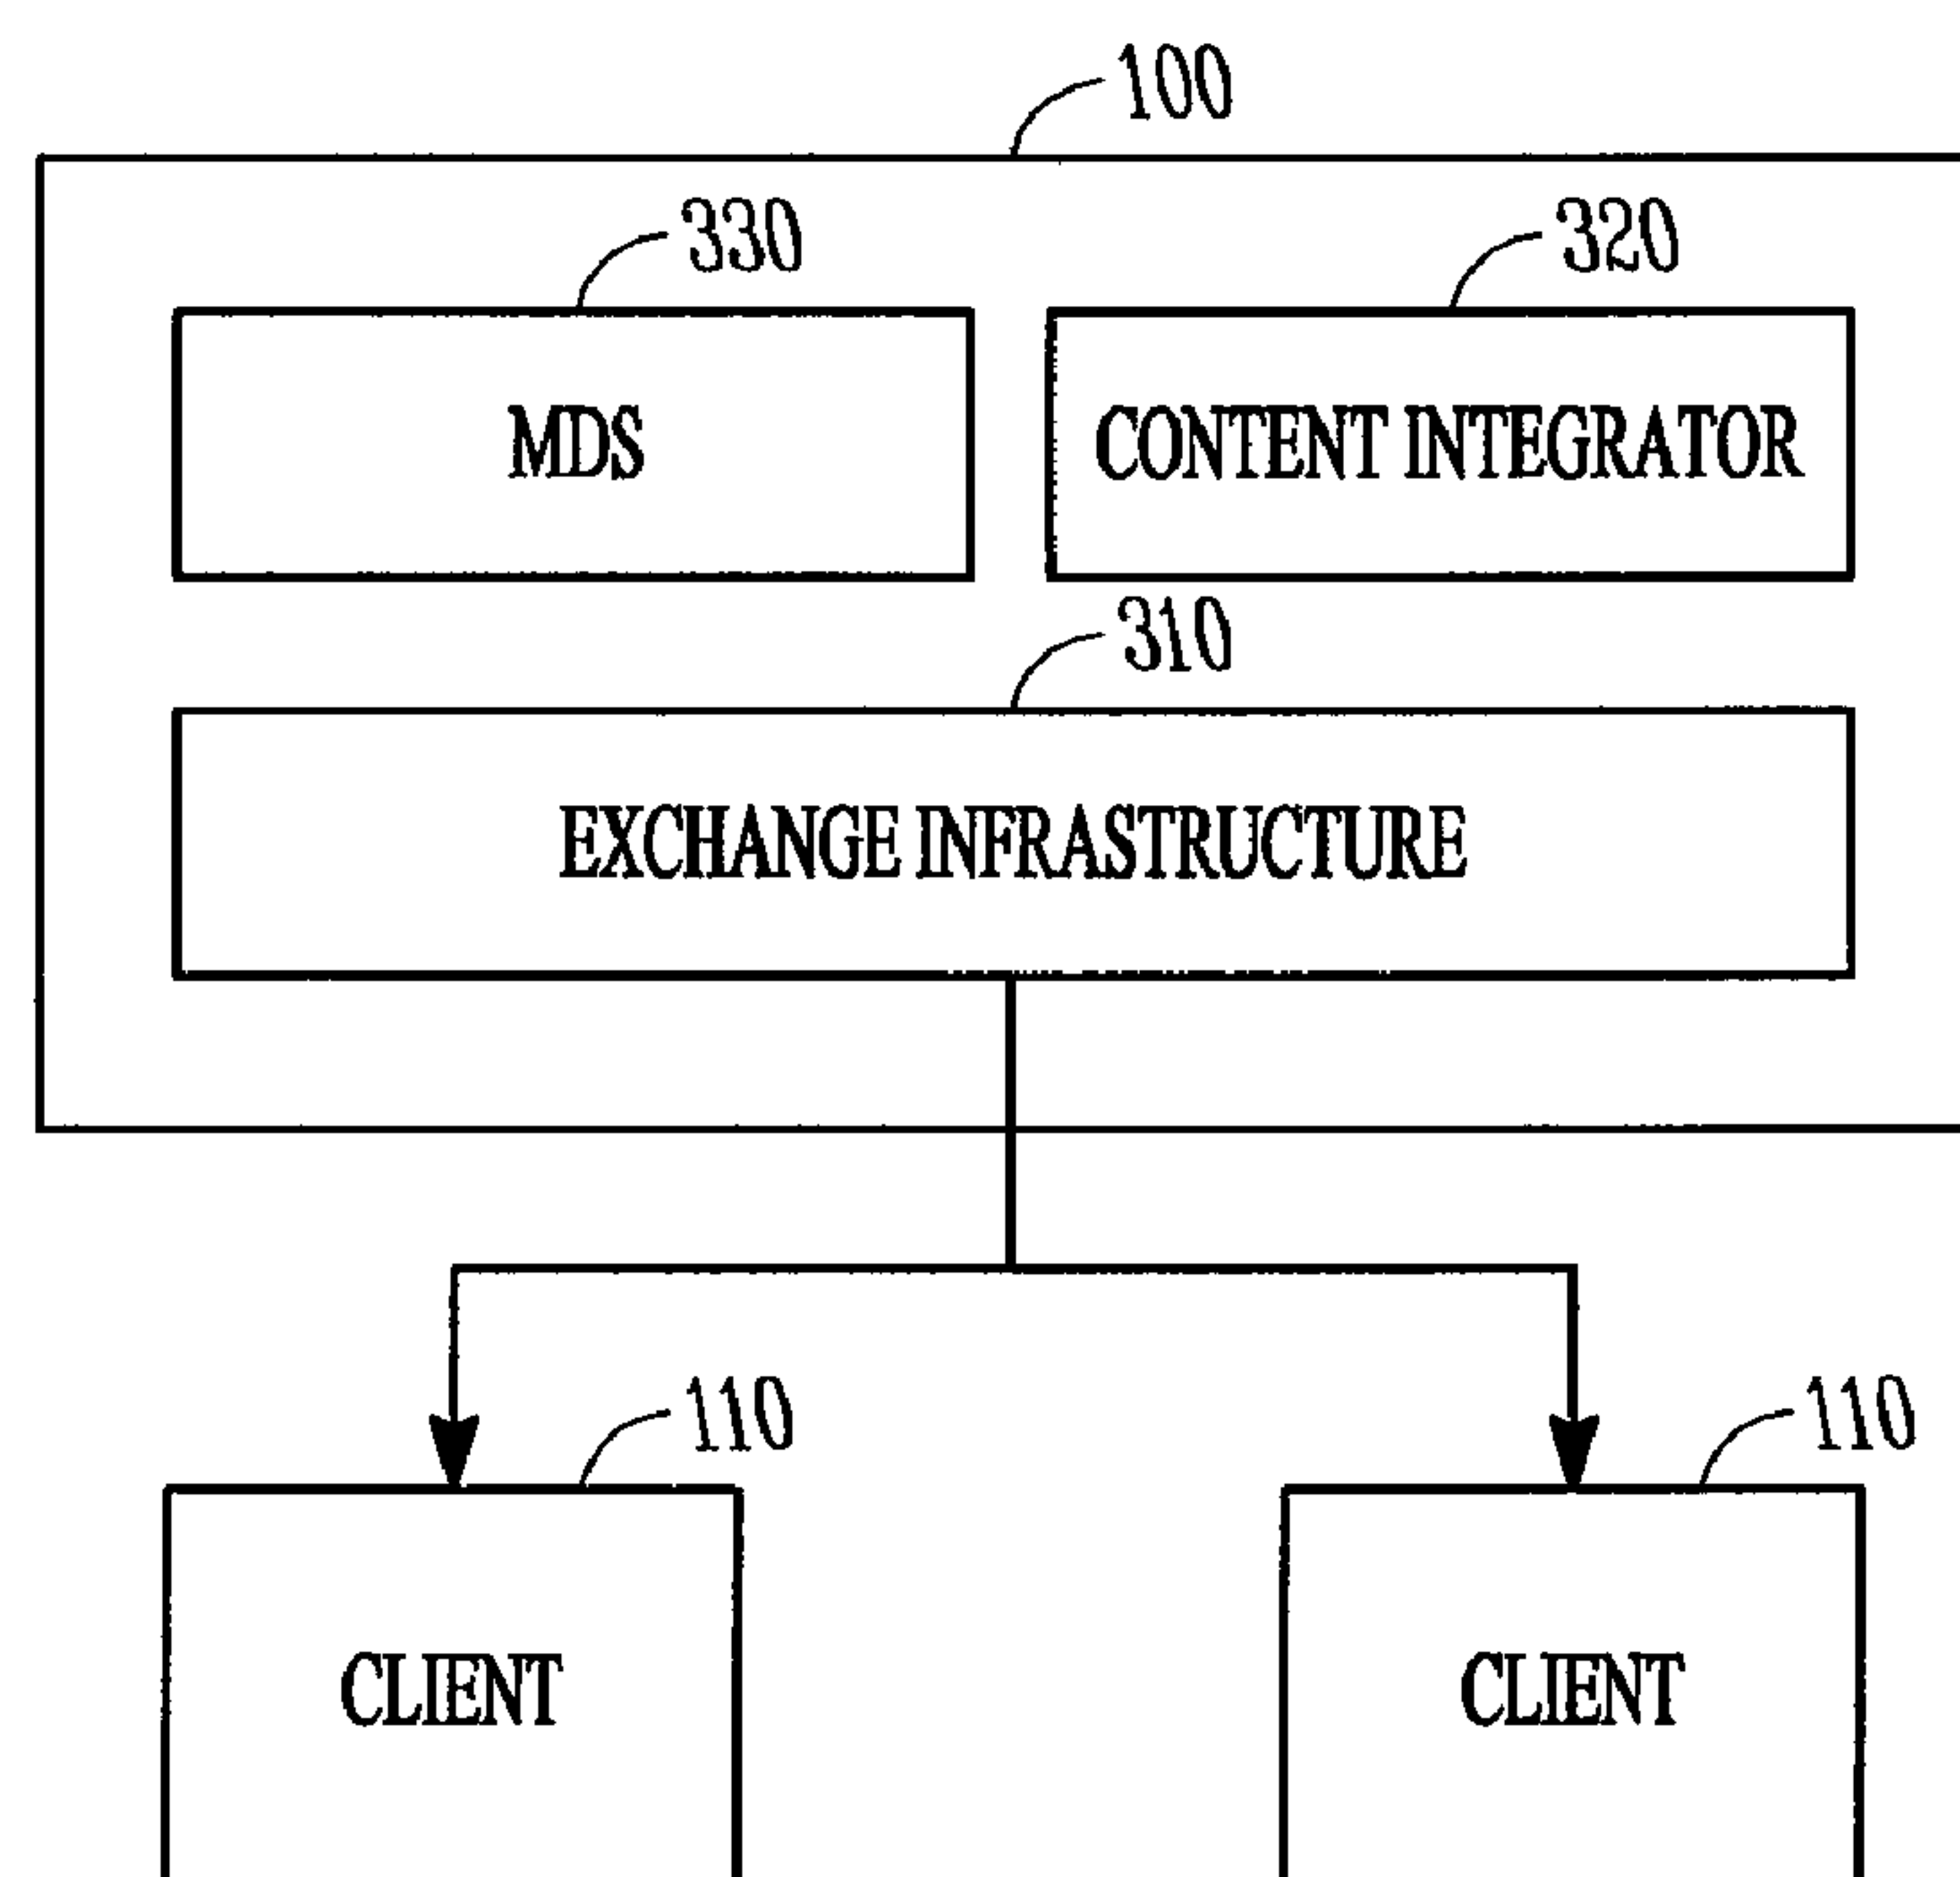 100
330
320
MDS
CONTENT INTEGRATOR
310
EXCHANGE INFRASTRUCTURE
110
110
CLIENT
CLIENT